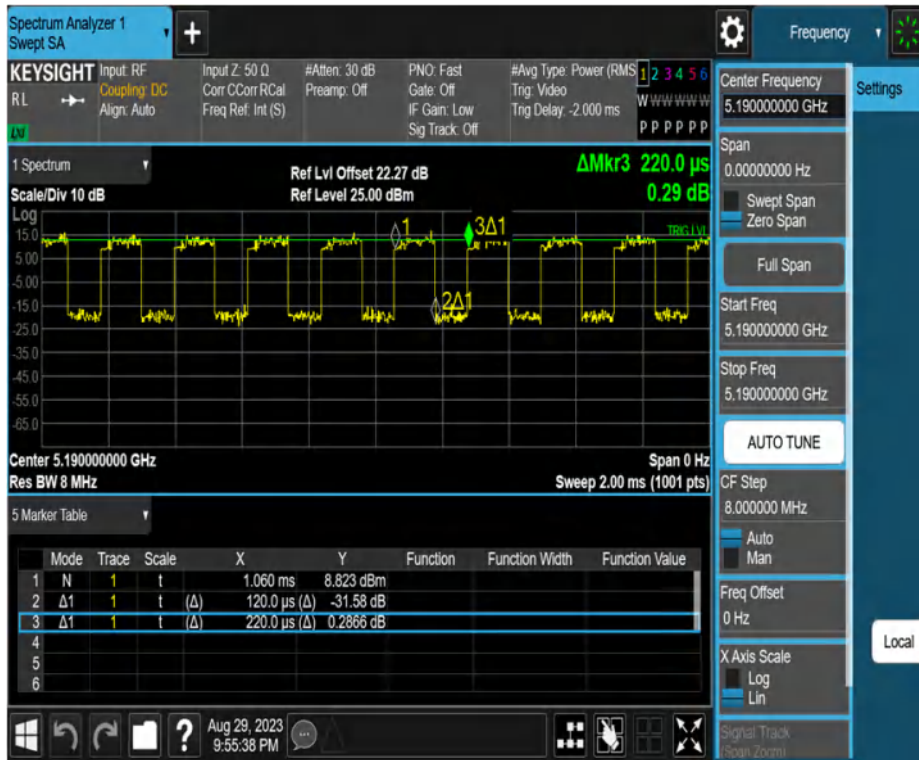 Spectrum Analyzer 1
Swept SA
+
Frequency
KEYSIGHT
RL
LXI
Input: RF
Coupling: DC
Align: Auto
Input Z: 50 Ω
Corr CCorr RCal
Freq Ref: Int (S)
#Atten: 30 dB
Preamp: Off
PNO: Fast
Gate: Off
IF Gain: Low
Sig Track: Off
#Avg Type: Power (RMS
Trig: Video
Trig Delay: -2.000 ms
1 2 3 4 5 6
W W W W W W
P P P P P P
1 Spectrum
Scale/Div 10 dB
Ref Lvl Offset 22.27 dB
Ref Level 25.00 dBm
ΔMkr3 220.0 µs
0.29 dB
Log
15.0
5.00
-5.00
-15.0
-25.0
-35.0
-45.0
-55.0
-65.0
1
3Δ1
2Δ1
TRIG LVL
Center 5.190000000 GHz
Res BW 8 MHz
Span 0 Hz
Sweep 2.00 ms (1001 pts)
5 Marker Table
Mode Trace Scale X Y Function Function Width Function Value
1 N 1 t 1.060 ms 8.823 dBm
2 Δ1 1 t (Δ) 120.0 µs (Δ) -31.58 dB
3 Δ1 1 t (Δ) 220.0 µs (Δ) 0.2866 dB
4
5
6
?
Aug 29, 2023
9:55:38 PM
Center Frequency
5.190000000 GHz
Span
0.00000000 Hz
Swept Span
Zero Span
Full Span
Start Freq
5.190000000 GHz
Stop Freq
5.190000000 GHz
AUTO TUNE
CF Step
8.000000 MHz
Auto
Man
Freq Offset
0 Hz
X Axis Scale
Log
Lin
Signal Track
(Span Zoom)
Settings
Local